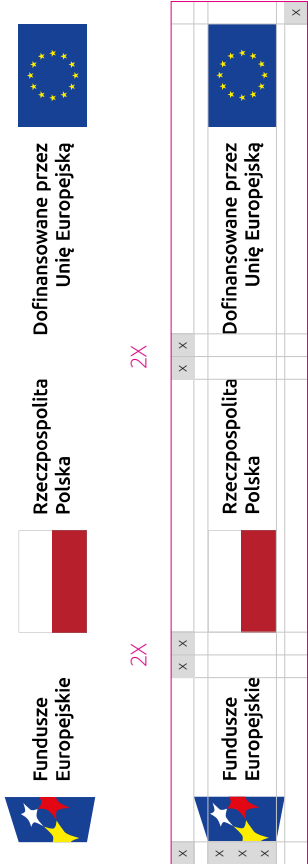 Fundusze
Europejskie
Rzeczpospolita
Polska
Dofinansowane przez
Unię Europejską
2X
2X
x
x
x
x
x
x
x
x
x
Fundusze
Europejskie
Rzeczpospolita
Polska
Dofinansowane przez
Unię Europejską